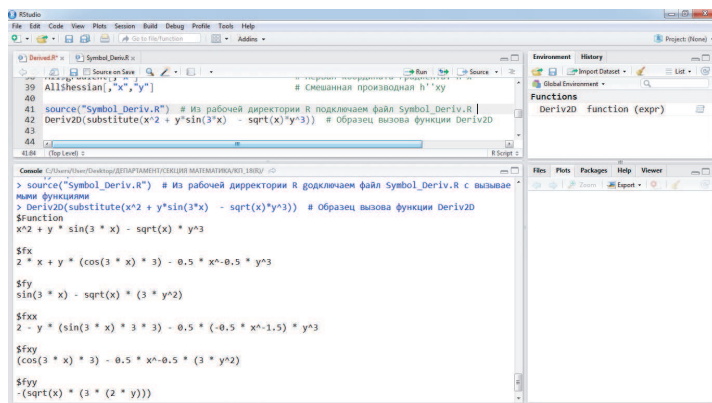 RStudio
File Edit Code View Plots Session Build Debug Profile Tools Help
Go to file/function
Addins
Project: (None)
Derived.R* Symbol_Deriv.R
Source on Save
Run
Source
39 All$hessian[,"x","y"] # Смешанная производная h''xy
40
41 source("Symbol_Deriv.R") # Из рабочей директории R подключаем файл Symbol_Deriv.R
42 Deriv2D(substitute(x^2 + y*sin(3*x) - sqrt(x)*y^3)) # Образец вызова функции Deriv2D
43
44
41:84 (Top Level) R Script
Console C:/Users/User/Desktop/ДЕПАРТАМЕНТ/СЕКЦИЯ МАТЕМАТИКА/
> source("Symbol_Deriv.R") # Из рабочей дирректории R gодключаем файл Symbol_Deriv.R с вызывае
мыми функциями
> Deriv2D(substitute(x^2 + y*sin(3*x) - sqrt(x)*y^3)) # Образец вызова функции Deriv2D
$Function
x^2 + y * sin(3 * x) - sqrt(x) * y^3
$fx
2 * x + y * (cos(3 * x) * 3) - 0.5 * x^-0.5 * y^3
$fy
sin(3 * x) - sqrt(x) * (3 * y^2)
$fxx
2 - y * (sin(3 * x) * 3 * 3) - 0.5 * (-0.5 * x^-1.5) * y^3
$fxy
(cos(3 * x) * 3) - 0.5 * x^-0.5 * (3 * y^2)
$fyy
-(sqrt(x) * (3 * (2 * y)))
Environment History
Import Dataset
List
Global Environment
Functions
Deriv2D function (expr)
Files Plots Packages Help Viewer
Zoom Export